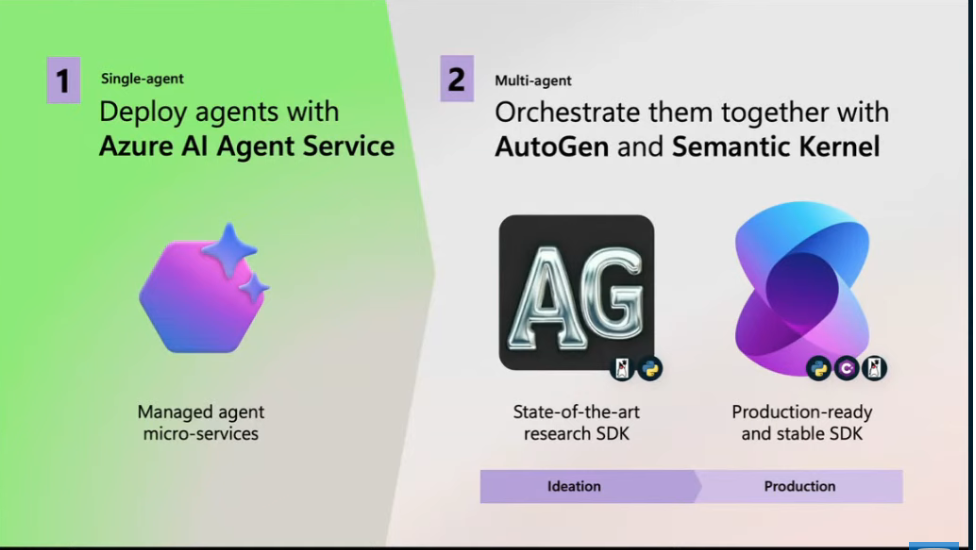 1
Single-agent
Deploy agents with
Azure AI Agent Service
Managed agent
micro-services
2
Multi-agent
Orchestrate them together with
AutoGen and Semantic Kernel
AG
State-of-the-art
research SDK
C
Production-ready
and stable SDK
Ideation
Production